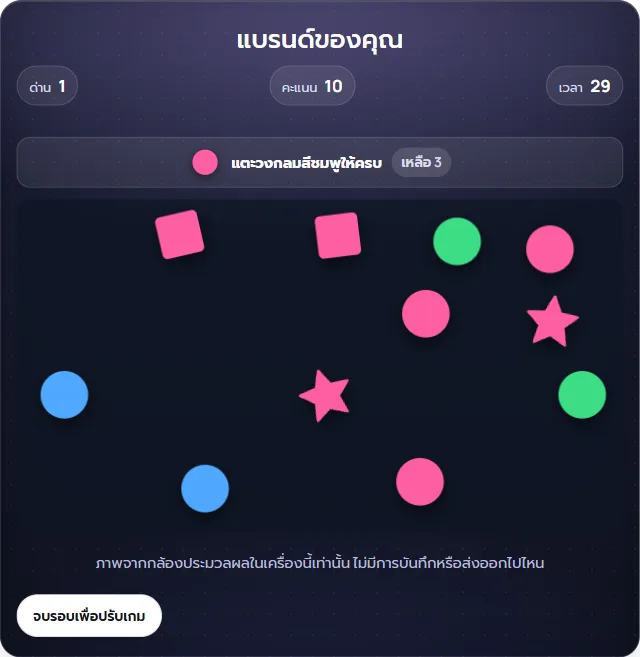 แบรนด์ของคุณ
ด่าน 1
คะแนน 10
เวลา 29
แตะวงกลมสีชมพูให้ครบ เหลือ 3
ภาพจากกล้องประมวลผลในเครื่องนี้เท่านั้น ไม่มีการบันทึกหรือส่งออกไปไหน
จบรอบเพื่อปรับเกม